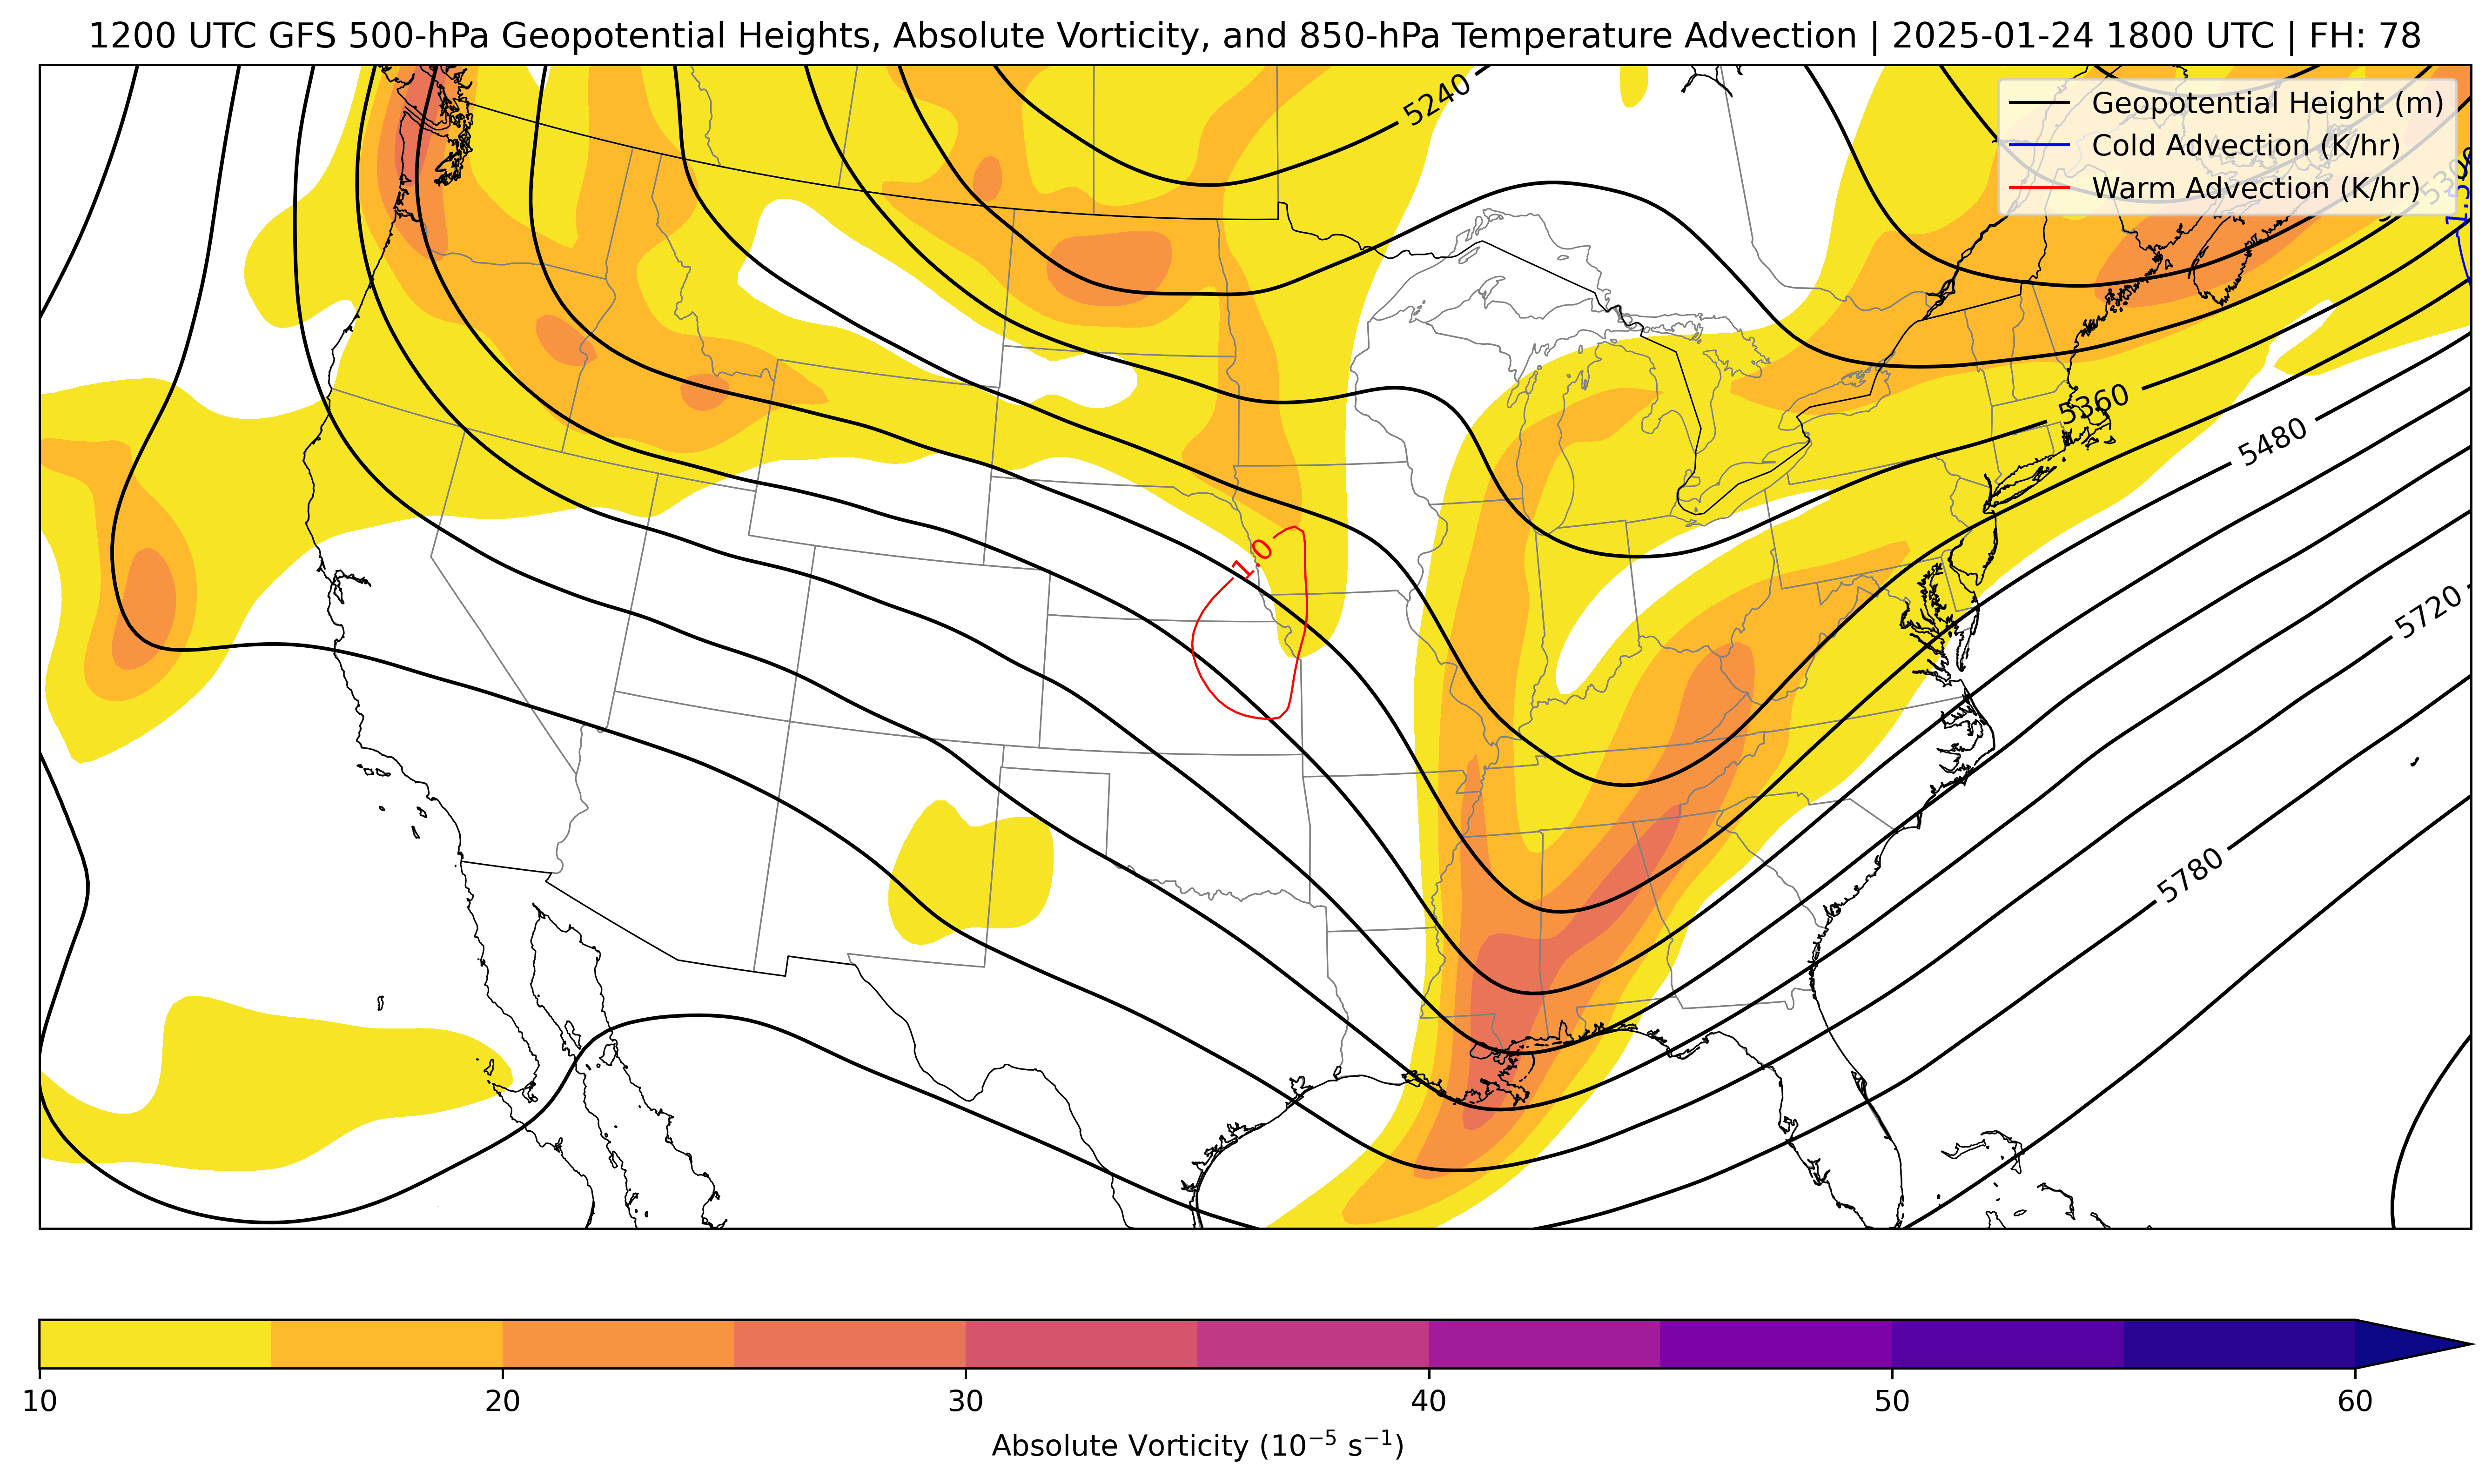 1200 UTC GFS 500-hPa Geopotential Heights, Absolute Vorticity, and 850-hPa Temperature Advection | 2025-01-24 1800 UTC | FH: 78
Geopotential Height (m)
Cold Advection (K/hr)
Warm Advection (K/hr)
5240
5360
5480
1.0
5720
5780
10
20
30
40
50
60
Absolute Vorticity (10⁻⁵ s⁻¹)